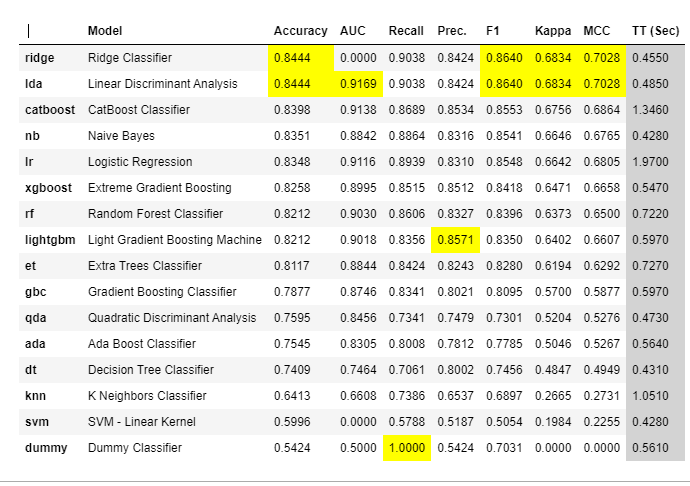 Model Accuracy AUC Recall Prec. F1 Kappa MCC TT (Sec)
ridge Ridge Classifier 0.8444 0.0000 0.9038 0.8424 0.8640 0.6834 0.7028 0.4550
lda Linear Discriminant Analysis 0.8444 0.9169 0.9038 0.8424 0.8640 0.6834 0.7028 0.4850
catboost CatBoost Classifier 0.8398 0.9138 0.8689 0.8534 0.8553 0.6756 0.6864 1.3460
nb Naive Bayes 0.8351 0.8842 0.8864 0.8316 0.8541 0.6646 0.6765 0.4280
lr Logistic Regression 0.8348 0.9116 0.8939 0.8310 0.8548 0.6642 0.6805 1.9700
xgboost Extreme Gradient Boosting 0.8258 0.8995 0.8515 0.8512 0.8418 0.6471 0.6658 0.5470
rf Random Forest Classifier 0.8212 0.9030 0.8606 0.8327 0.8396 0.6373 0.6500 0.7220
lightgbm Light Gradient Boosting Machine 0.8212 0.9018 0.8356 0.8571 0.8350 0.6402 0.6607 0.5970
et Extra Trees Classifier 0.8117 0.8844 0.8424 0.8243 0.8280 0.6194 0.6292 0.7270
gbc Gradient Boosting Classifier 0.7877 0.8746 0.8341 0.8021 0.8095 0.5700 0.5877 0.5970
qda Quadratic Discriminant Analysis 0.7595 0.8456 0.7341 0.7479 0.7301 0.5204 0.5276 0.4730
ada Ada Boost Classifier 0.7545 0.8305 0.8008 0.7812 0.7785 0.5046 0.5267 0.5640
dt Decision Tree Classifier 0.7409 0.7464 0.7061 0.8002 0.7456 0.4847 0.4949 0.4310
knn K Neighbors Classifier 0.6413 0.6608 0.7386 0.6537 0.6897 0.2665 0.2731 1.0510
svm SVM - Linear Kernel 0.5996 0.0000 0.5788 0.5187 0.5054 0.1984 0.2255 0.4280
dummy Dummy Classifier 0.5424 0.5000 1.0000 0.5424 0.7031 0.0000 0.0000 0.5610